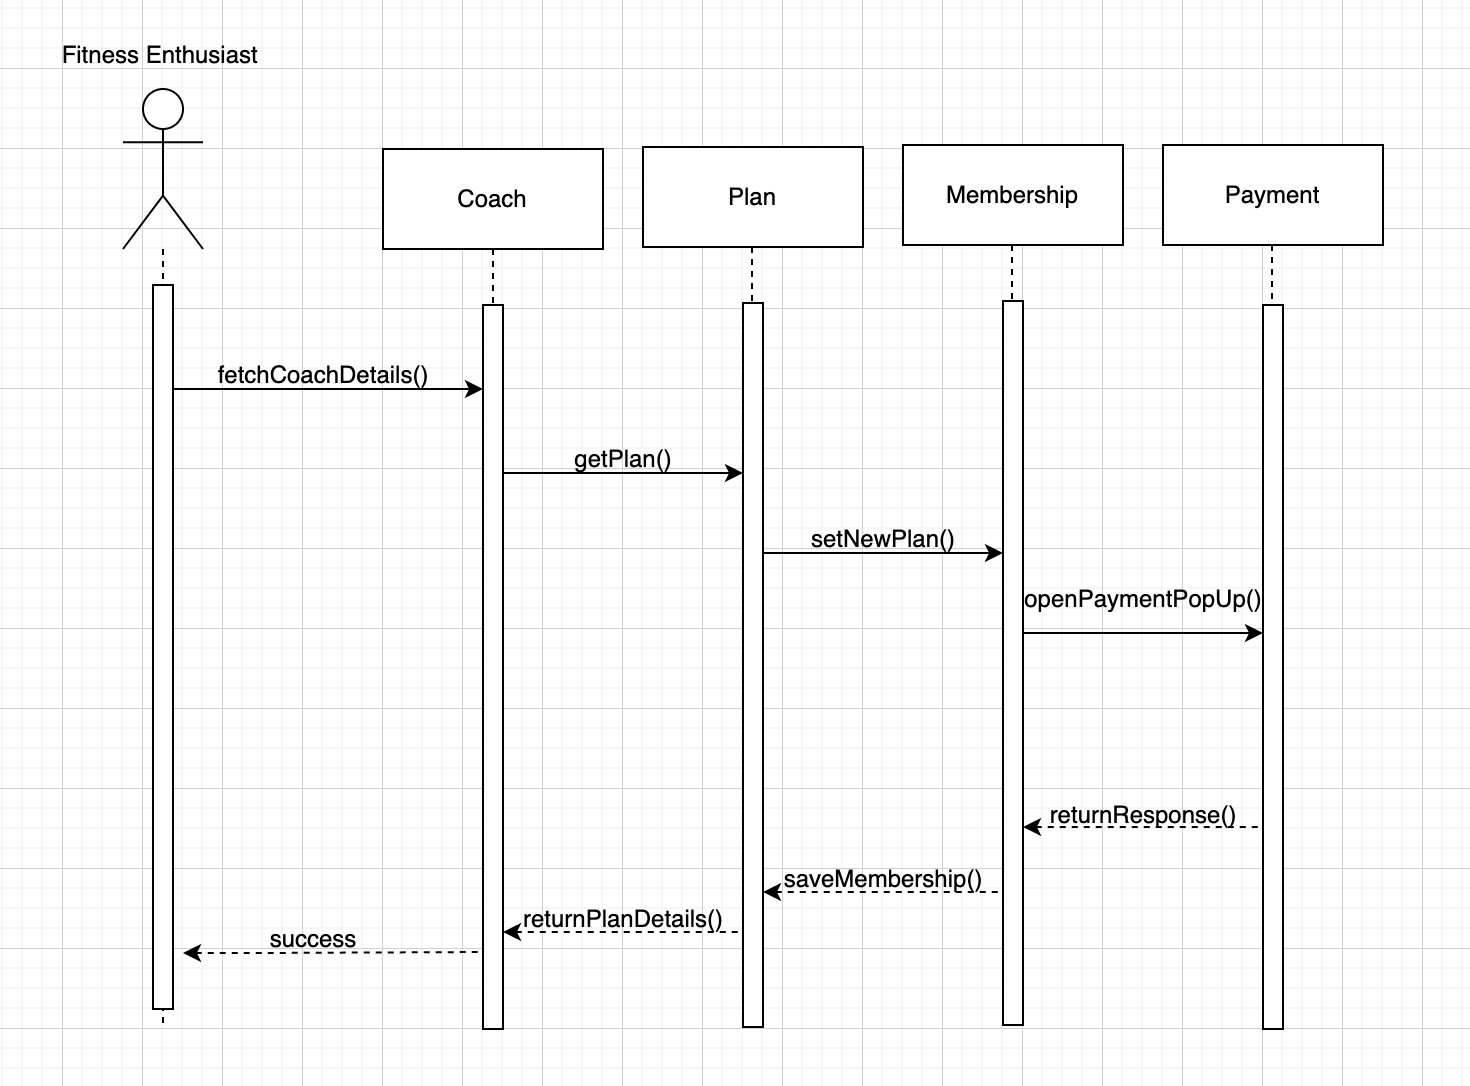 Fitness Enthusiast
Coach
Plan
Membership
Payment
fetchCoachDetails()
getPlan()
setNewPlan()
openPaymentPopUp()
returnResponse()
saveMembership()
returnPlanDetails()
success